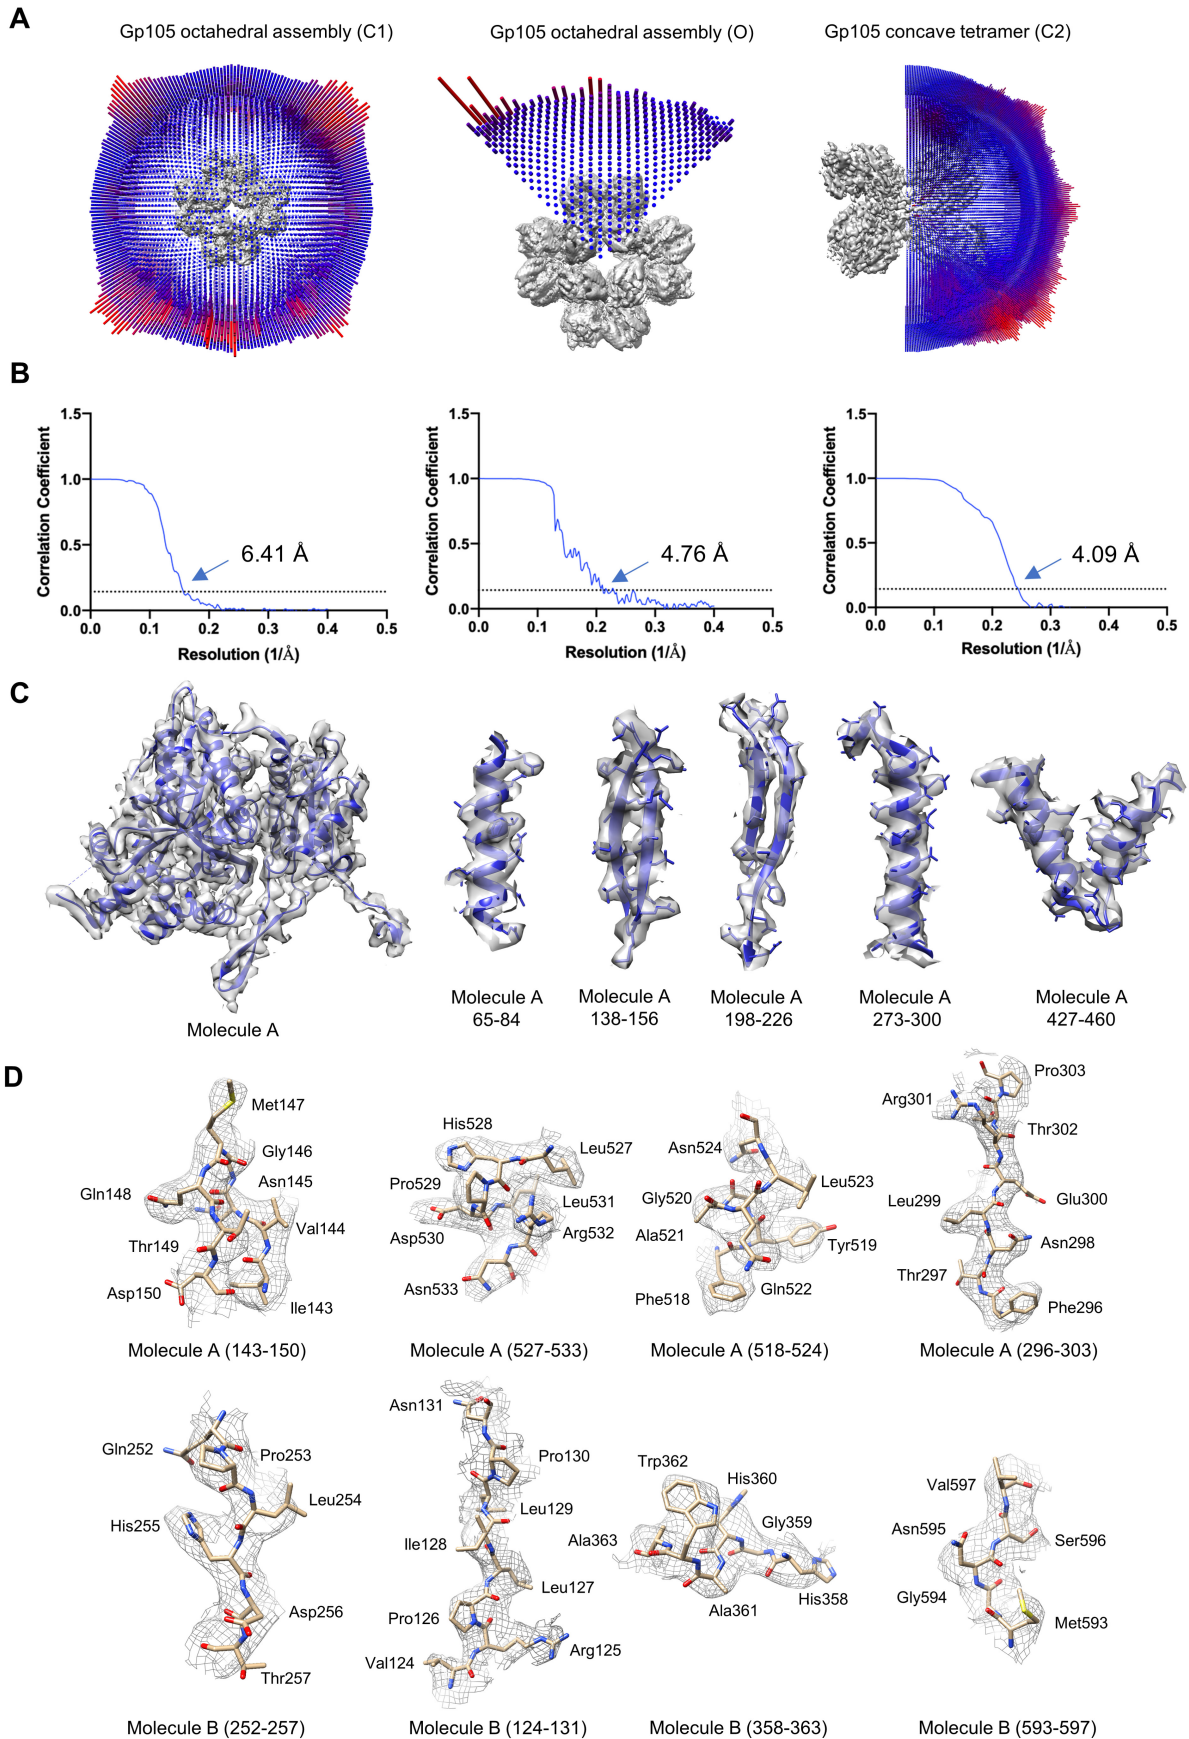 A
Gp105 octahedral assembly (C1)
Gp105 octahedral assembly (O)
Gp105 concave tetramer (C2)
B
1.5
1.0
0.5
0.0
0.0 0.1 0.2 0.3 0.4 0.5
Correlation Coefficient
Resolution (1/Å)
6.41 Å
1.5
1.0
0.5
0.0
0.0 0.1 0.2 0.3 0.4 0.5
Correlation Coefficient
Resolution (1/Å)
4.76 Å
1.5
1.0
0.5
0.0
0.0 0.1 0.2 0.3 0.4 0.5
Correlation Coefficient
Resolution (1/Å)
4.09 Å
C
Molecule A
Molecule A
65-84
Molecule A
138-156
Molecule A
198-226
Molecule A
273-300
Molecule A
427-460
D
Met147
Gly146
Asn145
Gln148
Val144
Thr149
Asp150
Ile143
Molecule A (143-150)
His528
Leu527
Pro529
Leu531
Asp530
Arg532
Asn533
Molecule A (527-533)
Asn524
Leu523
Gly520
Ala521
Tyr519
Gln522
Phe518
Molecule A (518-524)
Pro303
Arg301
Thr302
Leu299
Glu300
Asn298
Thr297
Phe296
Molecule A (296-303)
Gln252
Pro253
Leu254
His255
Asp256
Thr257
Molecule B (252-257)
Asn131
Pro130
Leu129
Ile128
Leu127
Pro126
Arg125
Val124
Molecule B (124-131)
Trp362
His360
Gly359
Ala363
His358
Ala361
Molecule B (358-363)
Val597
Asn595
Ser596
Gly594
Met593
Molecule B (593-597)